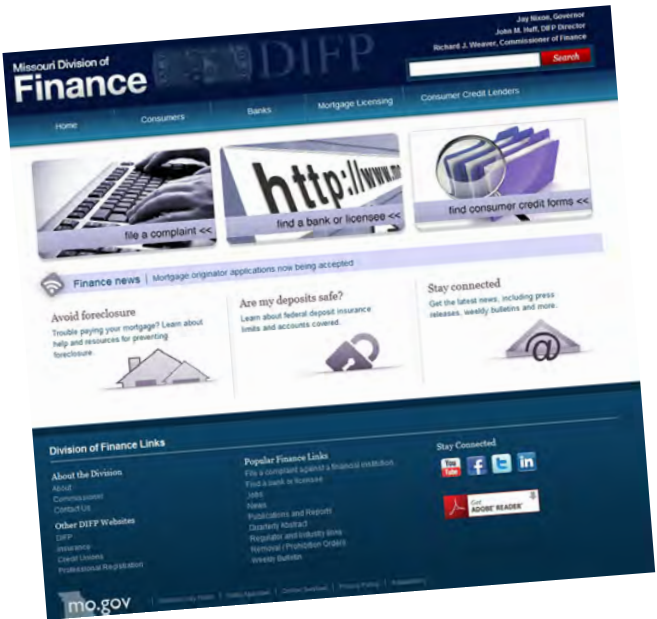 Jay Nixon, Governor
John M. Huff, DIFP Director
Richard J. Weaver, Commissioner of Finance
Missouri Division of
Finance
DIFP
Search
Home
Consumers
Banks
Mortgage Licensing
Consumer Credit Lenders
http://www.mo
file a complaint <<
find a bank or licensee <<
find consumer credit forms <<
Finance news | Mortgage originator applications now being accepted
Avoid foreclosure
Trouble paying your mortgage? Learn about
help and resources for preventing
foreclosure.
Are my deposits safe?
Learn about federal deposit insurance
limits and accounts covered.
Stay connected
Get the latest news, including press
releases, weekly bulletins and more.
@
Division of Finance Links
About the Division
About
Commissioner
Contact Us
Other DIFP Websites
DIFP
Insurance
Credit Unions
Professional Registration
Popular Finance Links
File a complaint against a financial institution
Find a bank or licensee
Jobs
News
Publications and Reports
Quarterly Abstract
Regulator and Industry links
Removal / Prohibition Orders
Weekly Bulletin
Stay Connected
You
Tube
f
t
in
Get
ADOBE® READER®
mo.gov
Privacy Policy